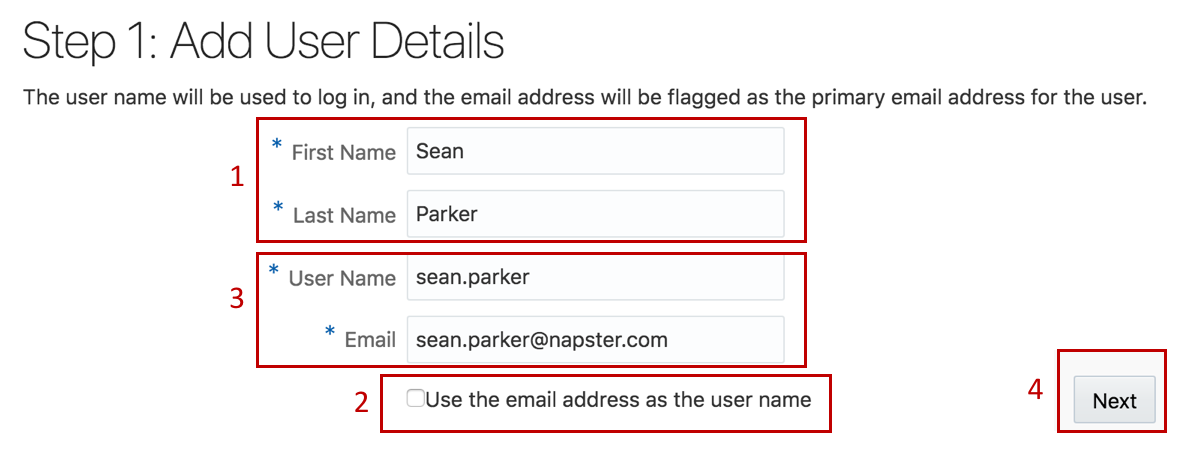 Step 1: Add User Details
The user name will be used to log in, and the email address will be flagged as the primary email address for the user.
1
* First Name Sean
* Last Name Parker
3
* User Name sean.parker
* Email sean.parker@napster.com
2 Use the email address as the user name
4 Next